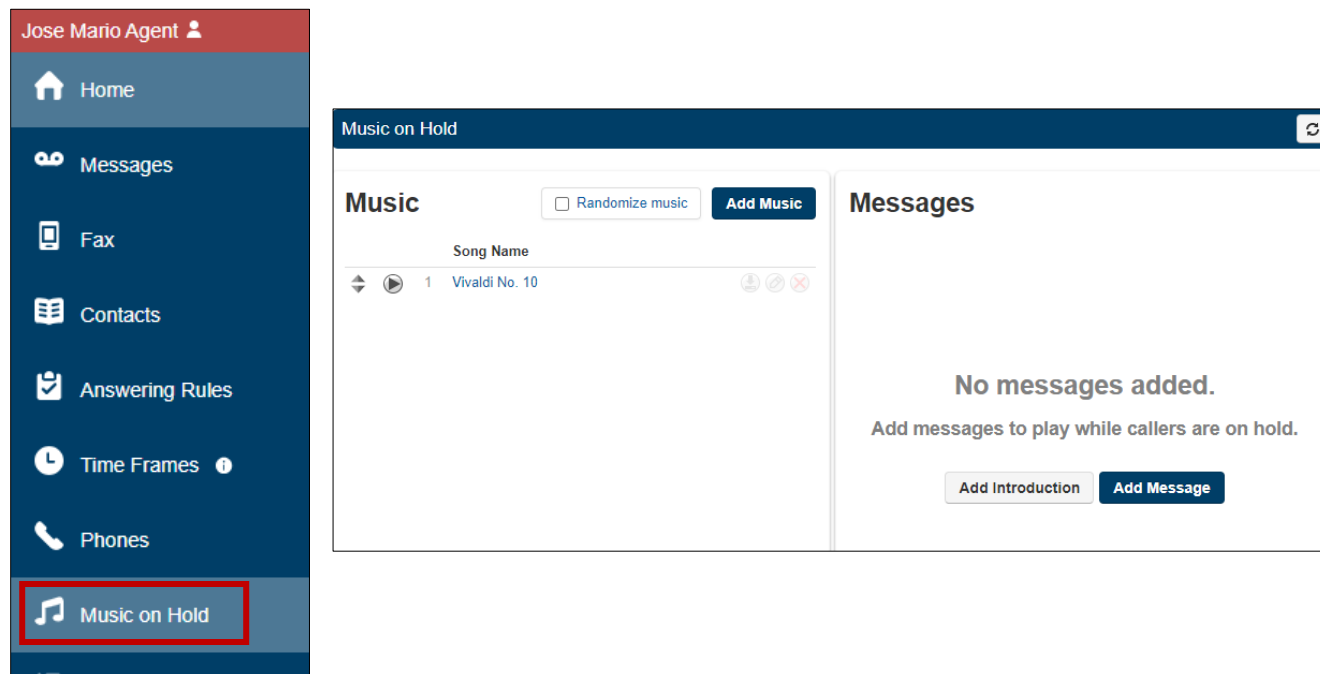 Jose Mario Agent
Home
Messages
Fax
Contacts
Answering Rules
Time Frames
Phones
Music on Hold
Music on Hold
Music
Randomize music
Add Music
Song Name
1 Vivaldi No. 10
Messages
No messages added.
Add messages to play while callers are on hold.
Add Introduction
Add Message